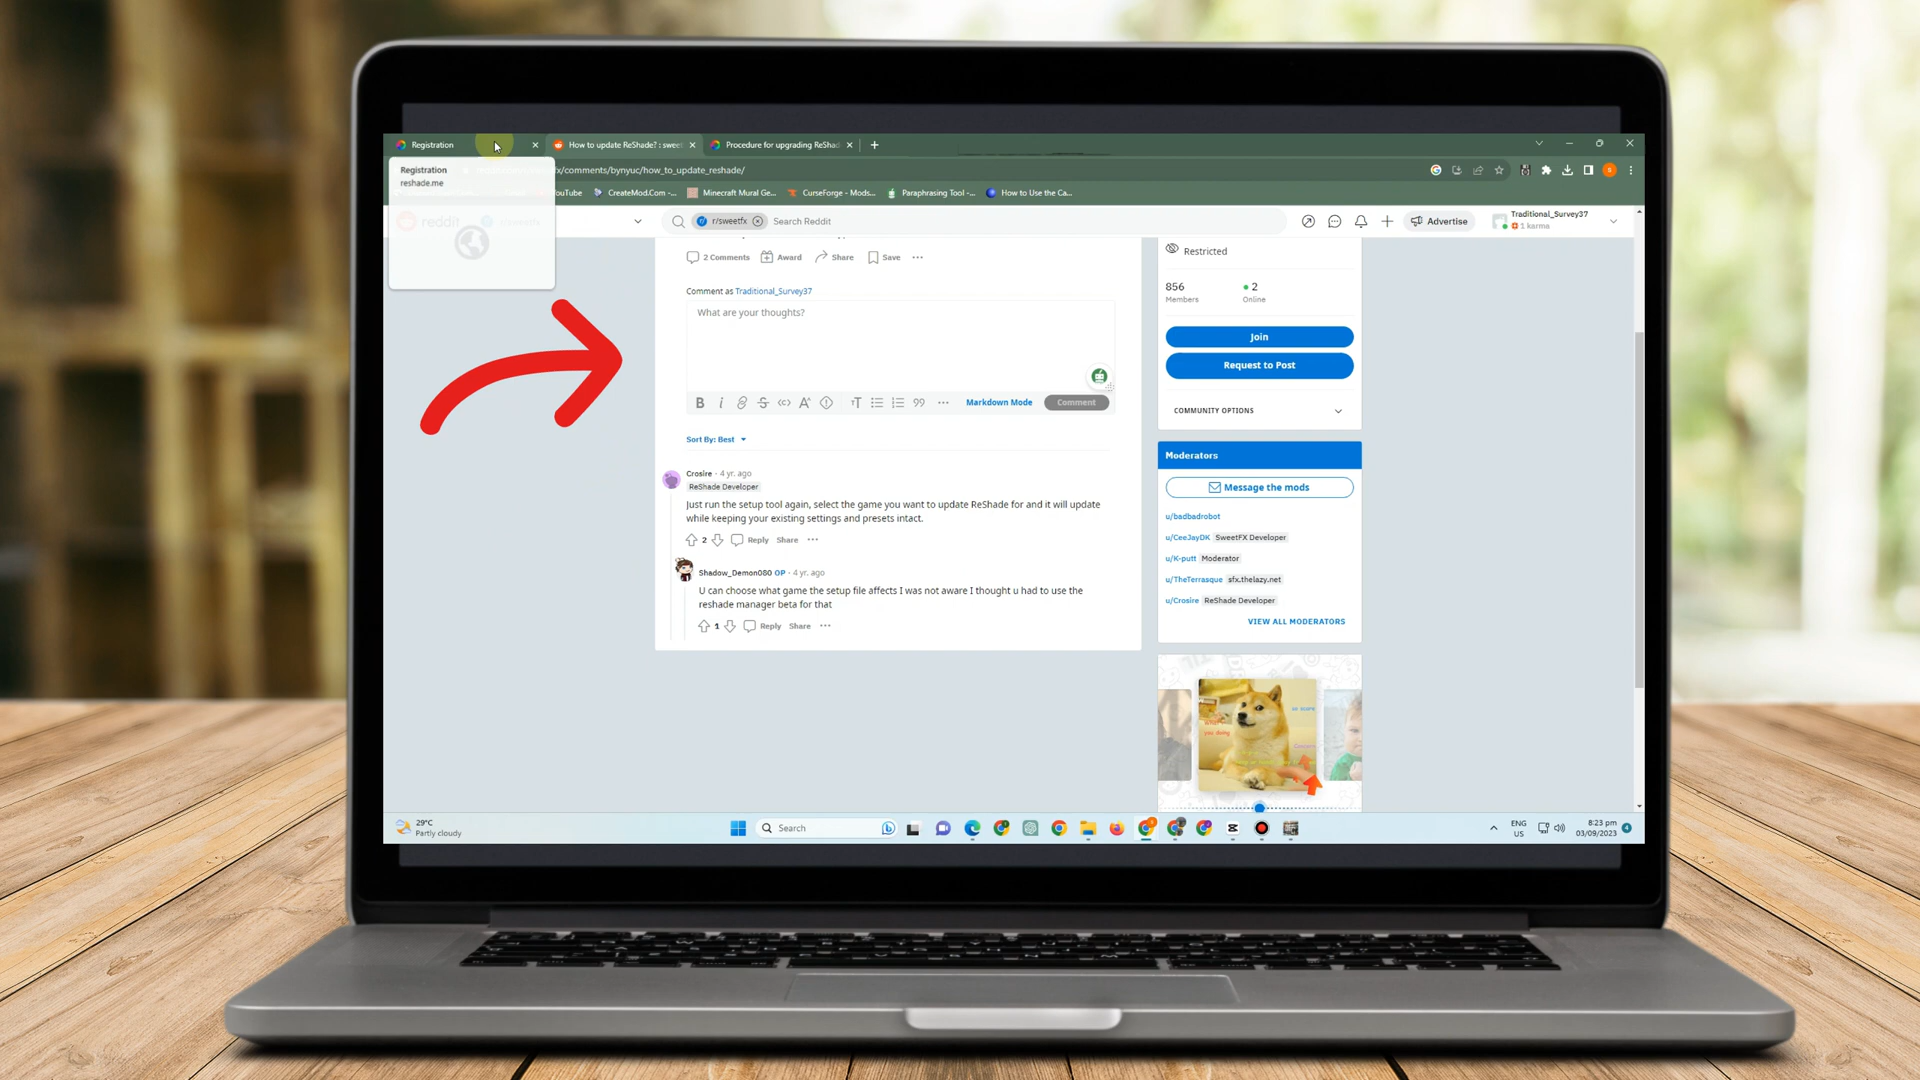 Registration
How to update ReShade? : swee
Procedure for upgrading ReShad
Registration
reshade.me
/comments/bynyuc/how_to_update_reshade/
ouTube
CreateMod.Com -...
Minecraft Mural Ge...
CurseForge - Mods...
Paraphrasing Tool -...
How to Use the Ca...
reddit
r/sweetfx
Search Reddit
Advertise
Traditional_Survey37
1 karma
2 Comments
Award
Share
Save
Restricted
Comment as Traditional_Survey37
What are your thoughts?
856
Members
2
Online
Join
Request to Post
Markdown Mode
Comment
COMMUNITY OPTIONS
Sort By: Best
Crosire · 4 yr. ago
ReShade Developer
Just run the setup tool again, select the game you want to update ReShade for and it will update
while keeping your existing settings and presets intact.
2
Reply
Share
Shadow_Demon080 OP · 4 yr. ago
U can choose what game the setup file affects I was not aware I thought u had to use the
reshade manager beta for that
1
Reply
Share
Moderators
Message the mods
u/badbadrobot
u/CeeJayDK SweetFX Developer
u/K-putt Moderator
u/TheTerrasque sfx.thelazy.net
u/Crosire ReShade Developer
VIEW ALL MODERATORS
you doing
29°C
Partly cloudy
Search
ENG
US
8:23 pm
03/09/2023
4